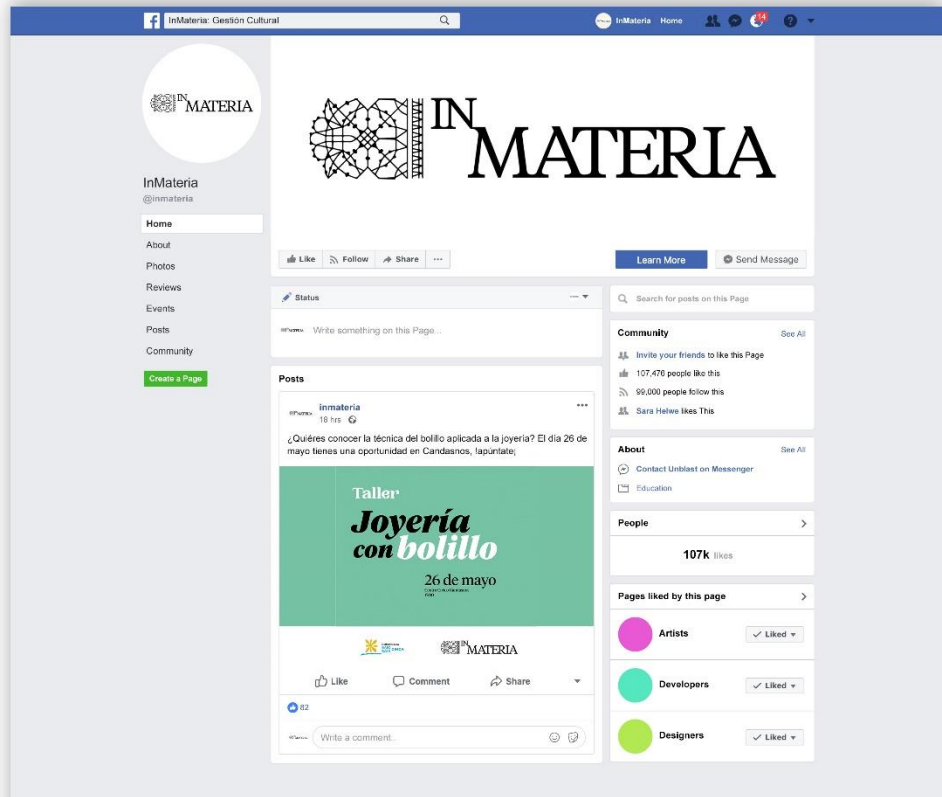 InMateria: Gestión Cultural
InMateria Home
14
IN
MATERIA
IN
MATERIA
InMateria
@inmateria
Home
About
Photos
Reviews
Events
Posts
Community
Create a Page
Like Follow Share
Learn More
Send Message
Status
Write something on this Page...
Posts
inmateria
18 hrs
¿Quiéres conocer la técnica del bolillo aplicada a la joyería? El día 26 de
mayo tienes una oportunidad en Candasnos, !apúntate¡
Taller
Joyería
con bolillo
26 de mayo
IN
MATERIA
Like Comment Share
82
Write a comment..
Search for posts on this Page
Community See All
Invite your friends to like this Page
107,476 people like this
99,000 people follow this
Sara Helwe likes This
About See All
Contact Unblast on Messenger
Education
People
107k likes
Pages liked by this page
Artists Liked
Developers Liked
Designers Liked